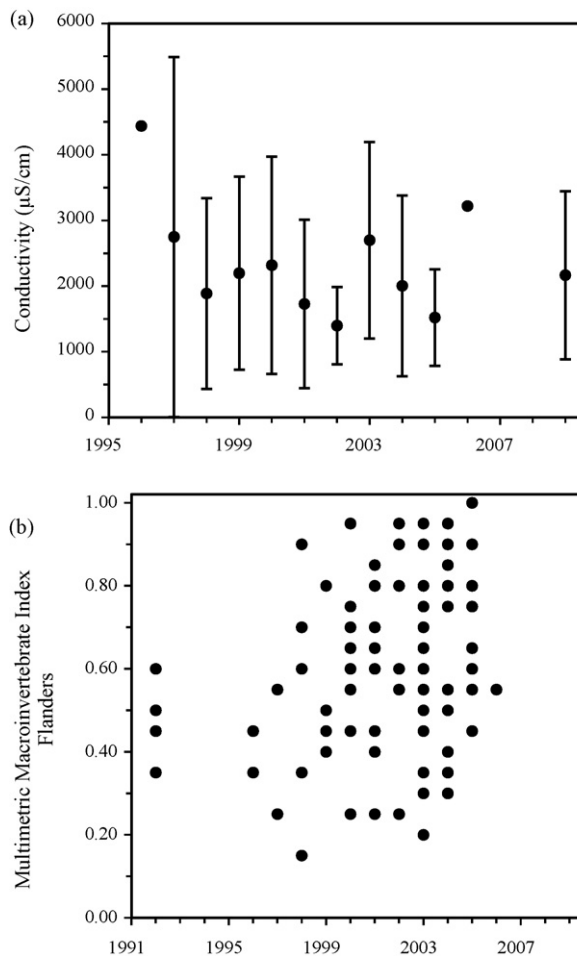 (a)
6000
5000
4000
3000
2000
1000
0
Conductivity (µS/cm)
1995 1999 2003 2007
(b)
1.00
0.80
0.60
0.40
0.20
0.00
Multimetric Macroinvertebrate Index
Flanders
1991 1995 1999 2003 2007